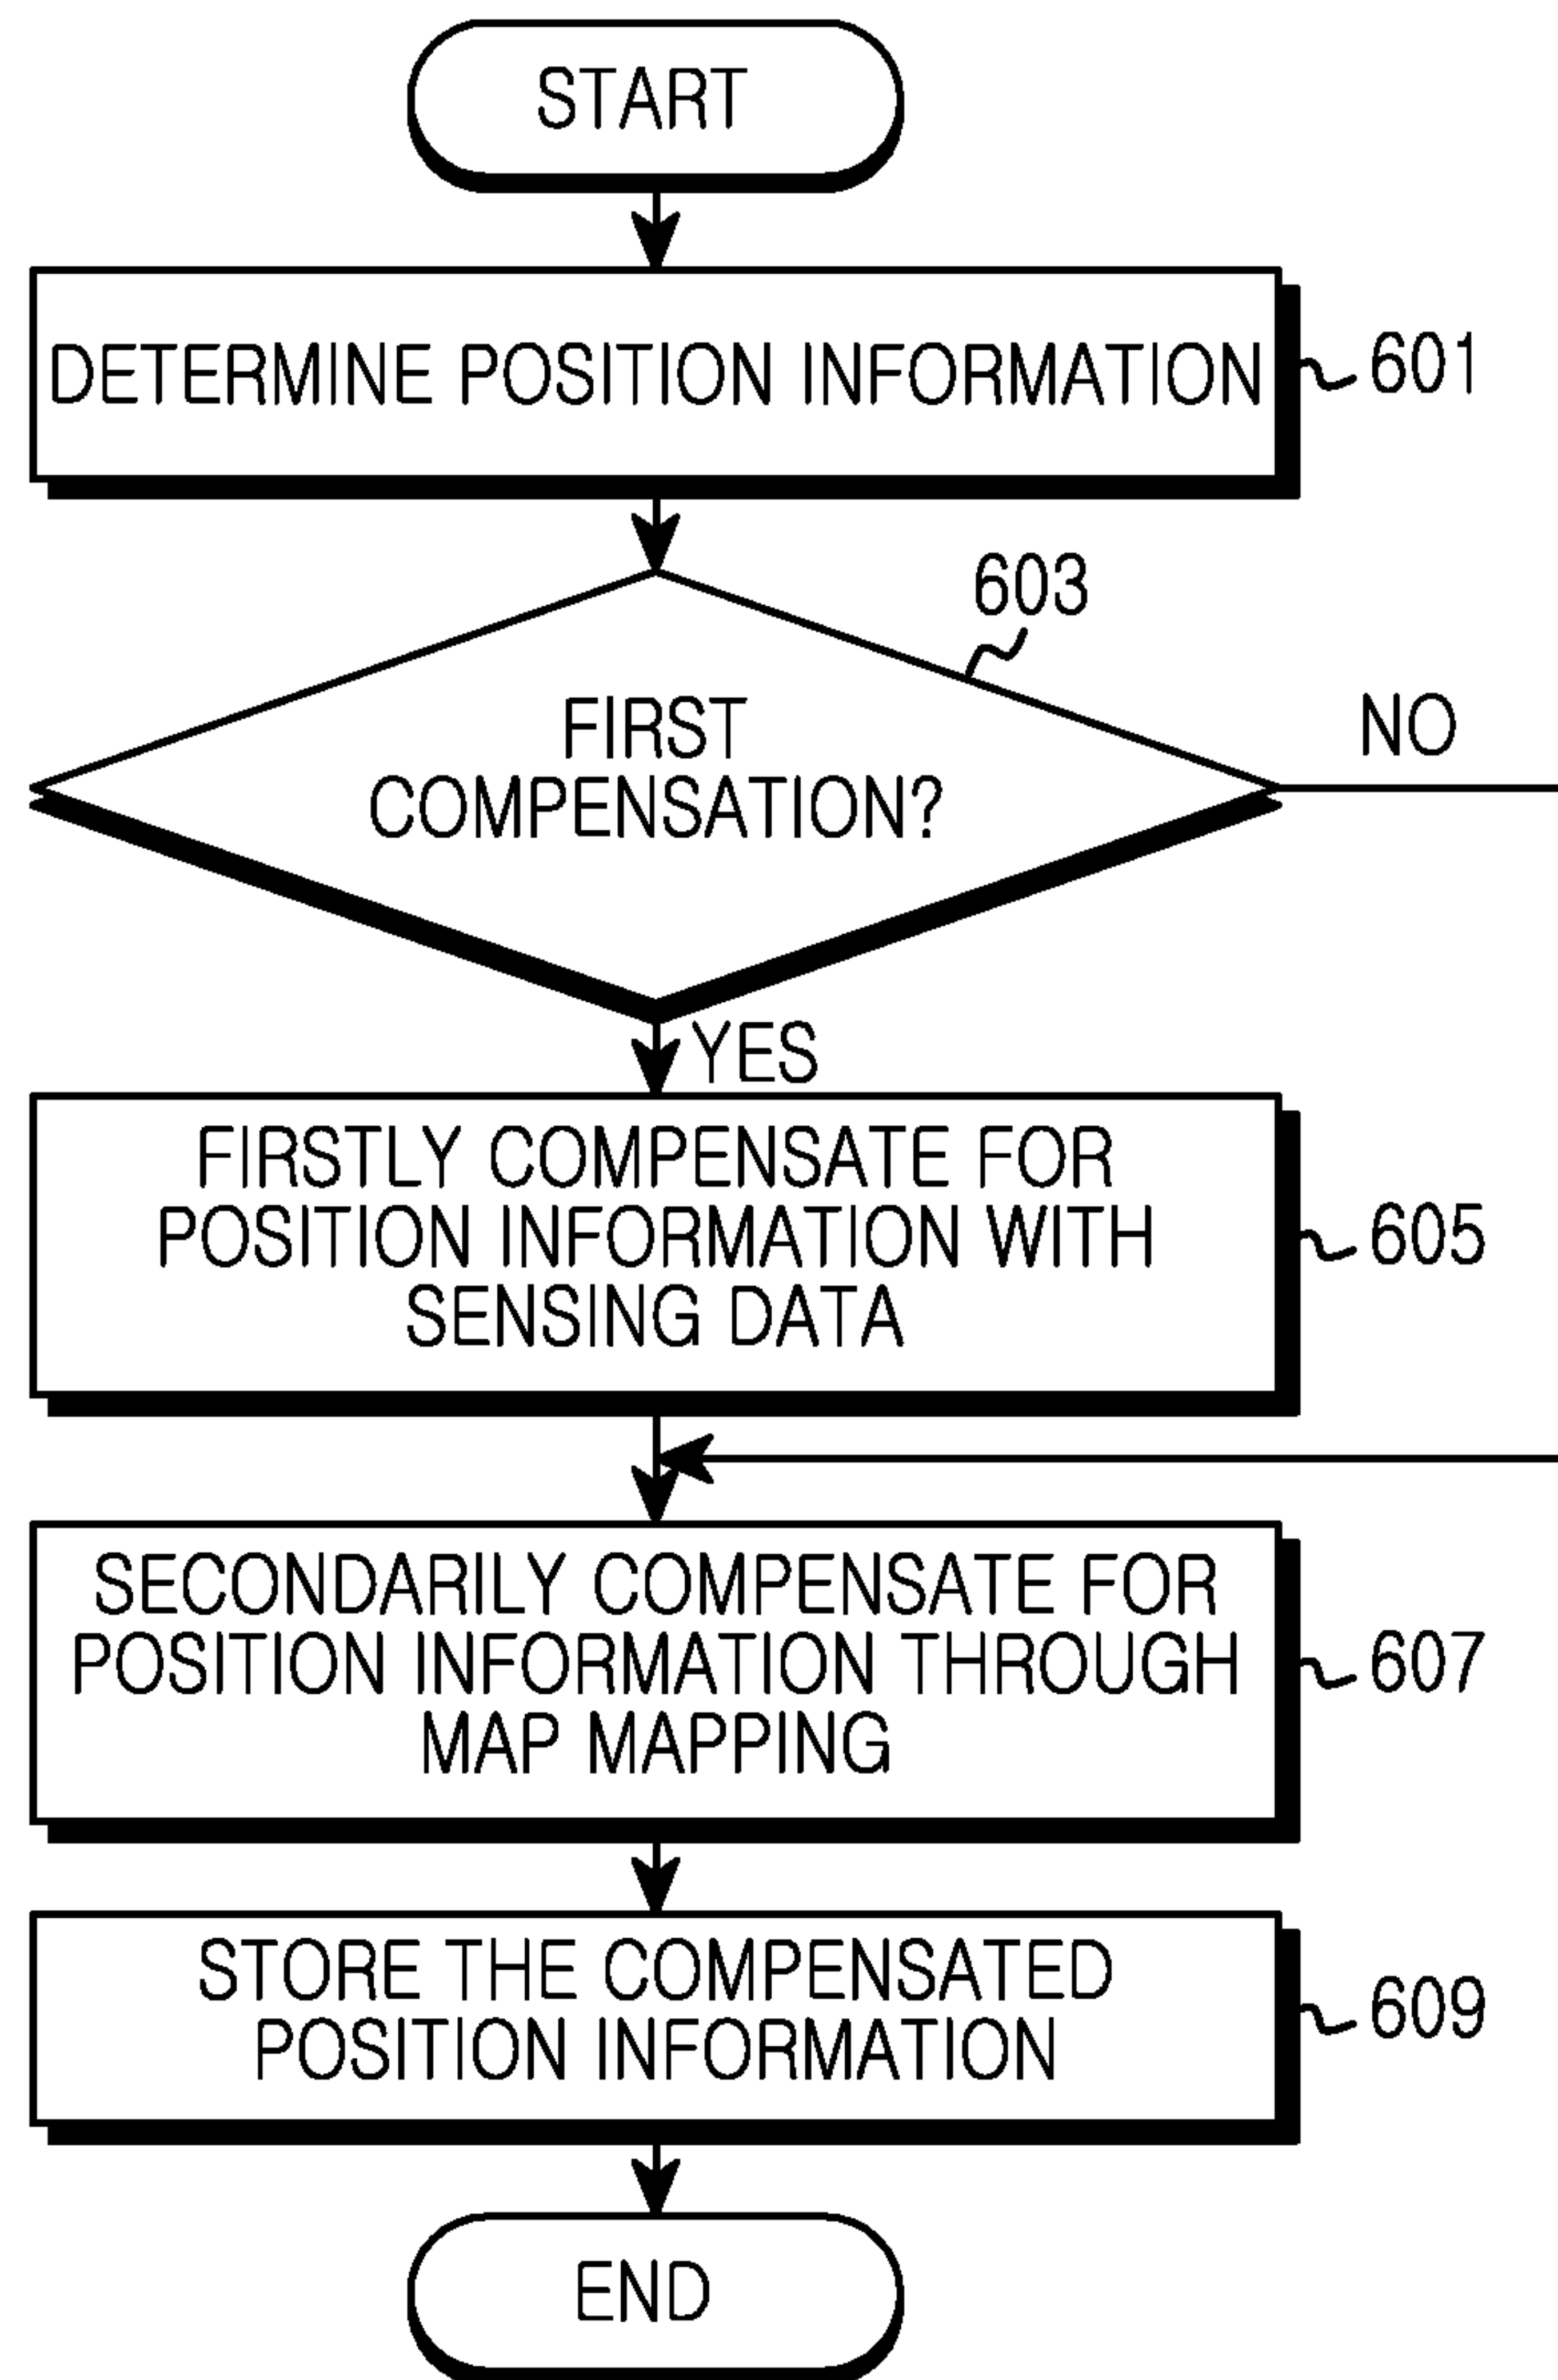 START
DETERMINE POSITION INFORMATION
601
603
FIRST
COMPENSATION?
NO
YES
FIRSTLY COMPENSATE FOR
POSITION INFORMATION WITH
SENSING DATA
605
SECONDARILY COMPENSATE FOR
POSITION INFORMATION THROUGH
MAP MAPPING
607
STORE THE COMPENSATED
POSITION INFORMATION
609
END